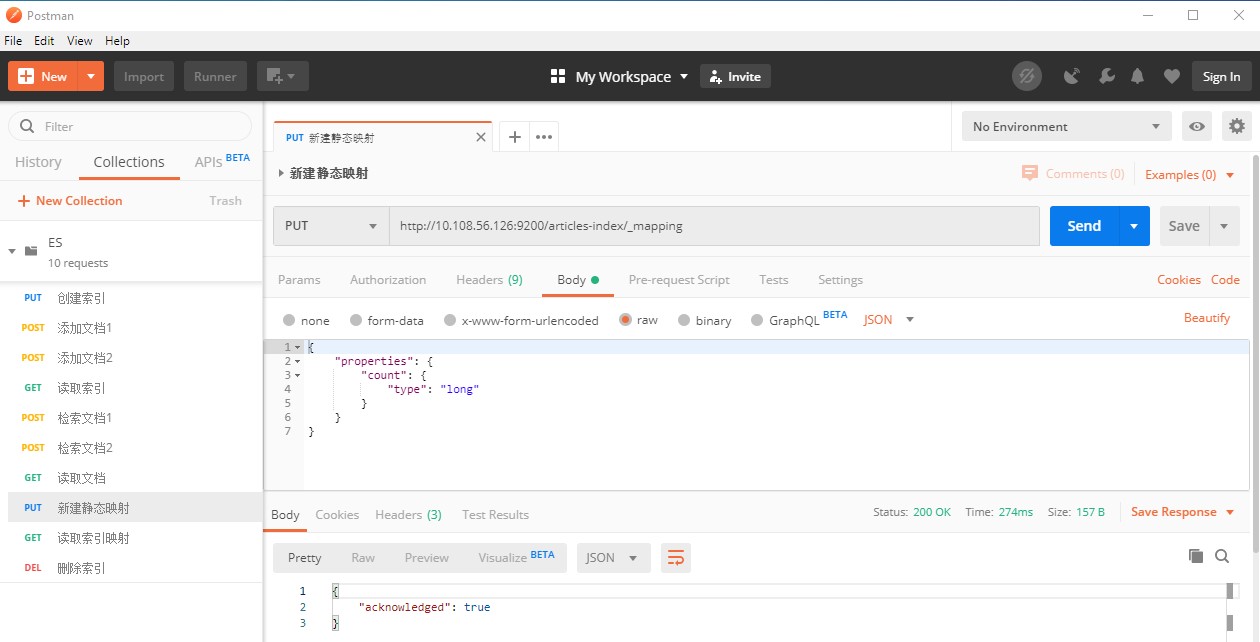 Postman
File Edit View Help
New Import Runner My Workspace Invite Sign In
Filter
History Collections APIs BETA
New Collection Trash
ES
10 requests
PUT 创建索引
POST 添加文档1
POST 添加文档2
GET 读取索引
POST 检索文档1
POST 检索文档2
GET 读取文档
PUT 新建静态映射
GET 读取索引映射
DEL 删除索引
PUT 新建静态映射 No Environment
新建静态映射 Comments (0) Examples (0)
PUT http://10.108.56.126:9200/articles-index/_mapping Send Save
Params Authorization Headers (9) Body Pre-request Script Tests Settings Cookies Code
none form-data x-www-form-urlencoded raw binary GraphQL BETA JSON Beautify
1 {
2 "properties": {
3 "count": {
4 "type": "long"
5 }
6 }
7 }
Body Cookies Headers (3) Test Results Status: 200 OK Time: 274ms Size: 157 B Save Response
Pretty Raw Preview Visualize BETA JSON
1 {
2 "acknowledged": true
3 }